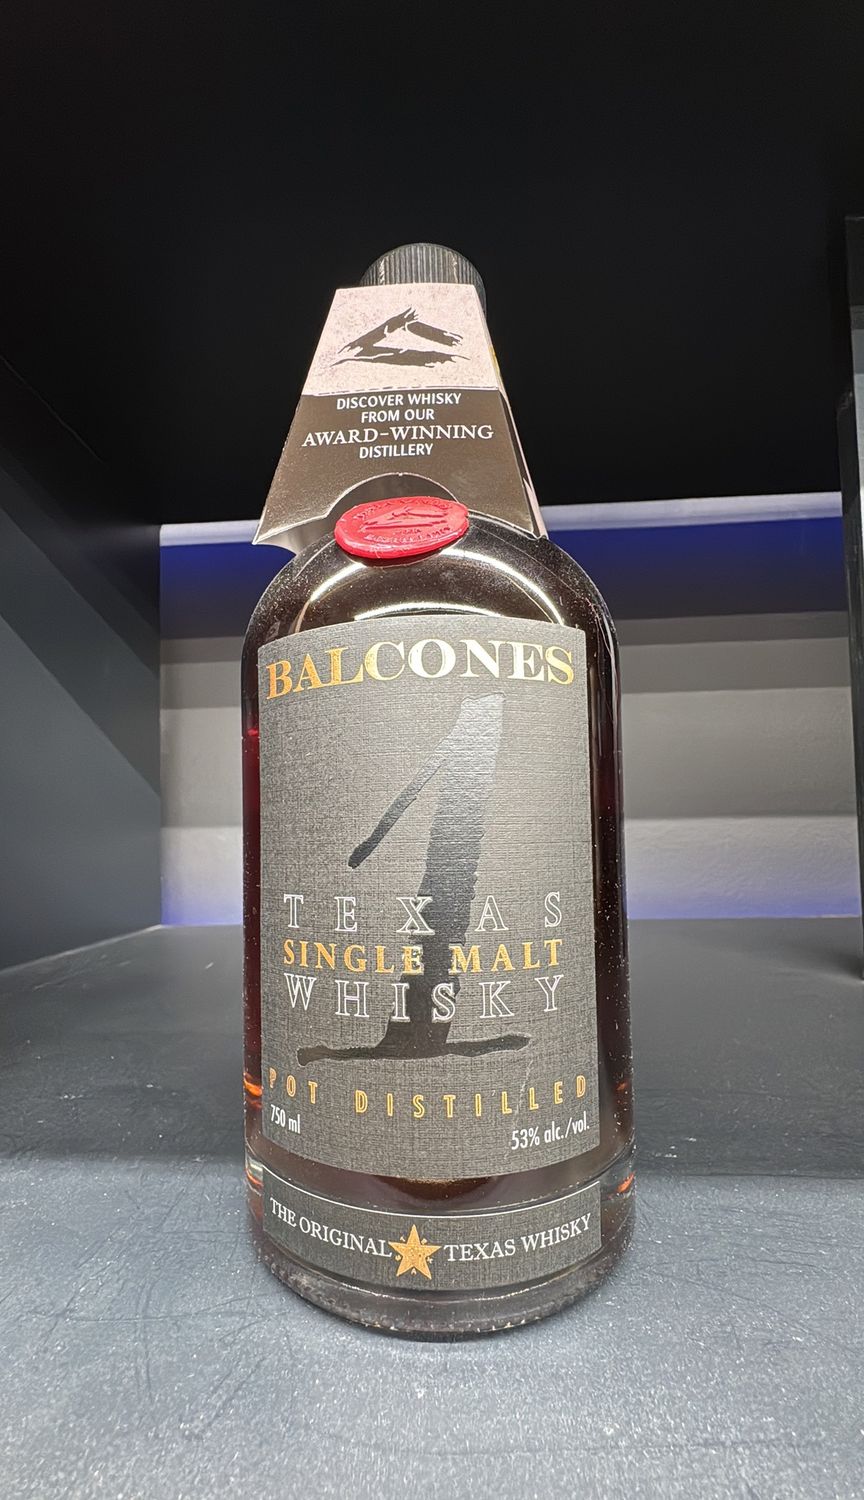 DISCOVER WHISKY
FROM OUR
AWARD-WINNING
DISTILLERY
BALCONES
1
TEXAS
SINGLE MALT
WHISKY
POT DISTILLED
750 ml
53% alc./vol.
THE ORIGINAL TEXAS WHISKY